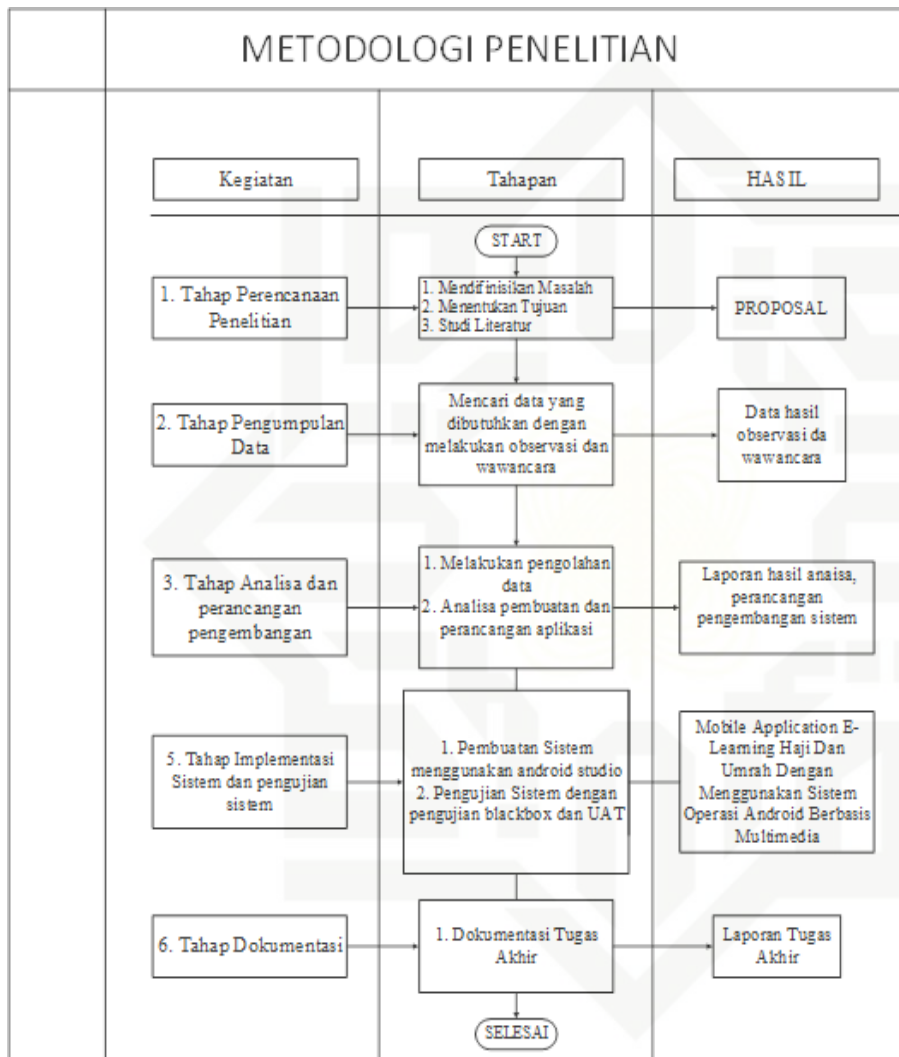 METODOLOGI PENELITIAN
Kegiatan
Tahapan
HASIL
START
1. Tahap Perencanaan
Penelitian
1. Mendifinisikan Masalah
2. Menentukan Tujuan
3. Studi Literatur
PROPOSAL
2. Tahap Pengumpulan
Data
Mencari data yang
dibutuhkan dengan
melakukan observasi dan
wawancara
Data hasil
observasi da
wawancara
3. Tahap Analisa dan
perancangan
pengembangan
1. Melakukan pengolahan
data
2. Analisa pembuatan dan
perancangan aplikasi
Laporan hasil anaisa,
perancangan
pengembangan sistem
5. Tahap Implementasi
Sistem dan pengujian
sistem
1. Pembuatan Sistem
menggunakan android studio
2. Pengujian Sistem dengan
pengujian blackbox dan UAT
Mobile Application E-
Learning Haji Dan
Umrah Dengan
Menggunakan Sistem
Operasi Android Berbasis
Multimedia
6. Tahap Dokumentasi
1. Dokumentasi Tugas
Akhir
Laporan Tugas
Akhir
SELESAI